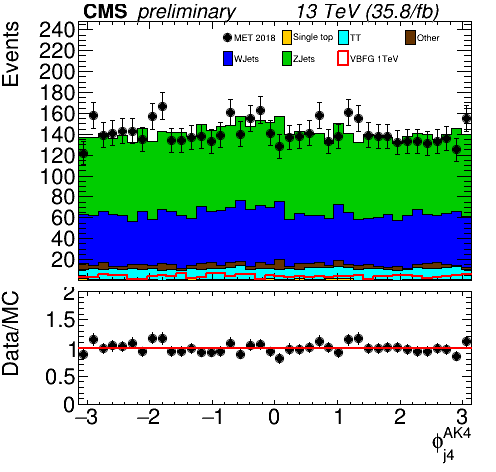 CMS preliminary 13 TeV (35.8/fb)
Events
MET 2018 Single top TT Other
WJets ZJets VBFG 1TeV
240
220
200
180
160
140
120
100
80
60
40
20
Data/MC
2
1.5
1
0.5
0
−3 −2 −1 0 1 2 3
ϕ_{j4}^{AK4}